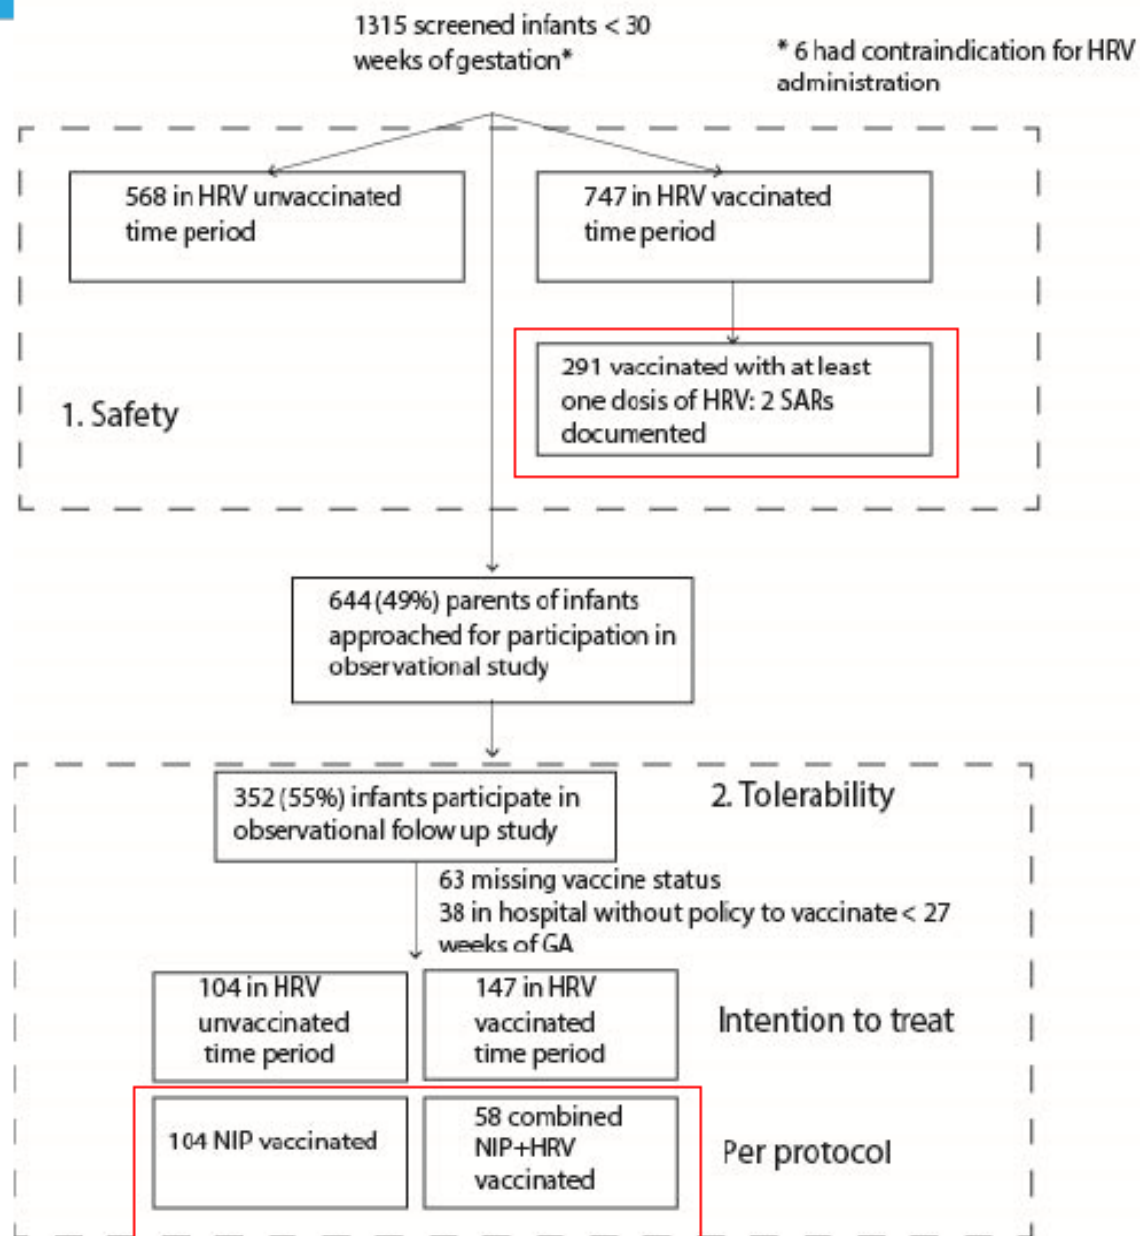 1315 screened infants < 30
weeks of gestation*
* 6 had contraindication for HRV
administration
568 in HRV unvaccinated
time period
747 in HRV vaccinated
time period
291 vaccinated with at least
one dosis of HRV: 2 SARs
documented
1. Safety
644 (49%) parents of infants
approached for participation in
observational study
352 (55%) infants participate in
observational folow up study
2. Tolerability
63 missing vaccine status
38 in hospital without policy to vaccinate < 27
weeks of GA
104 in HRV
unvaccinated
time period
147 in HRV
vaccinated
time period
Intention to treat
104 NIP vaccinated
58 combined
NIP+HRV
vaccinated
Per protocol